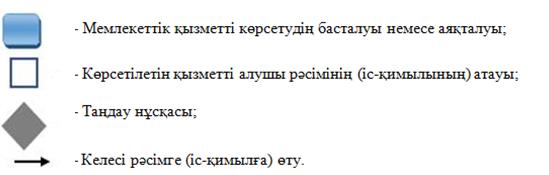 - Мемлекеттік қызметті көрсетудің басталуы немесе аяқталуы;
- Көрсетілетін қызметті алушы рәсімінің (іс-қимылының) атауы;
- Таңдау нұсқасы;
- Келесі рәсімге (іс-қимылға) өту.